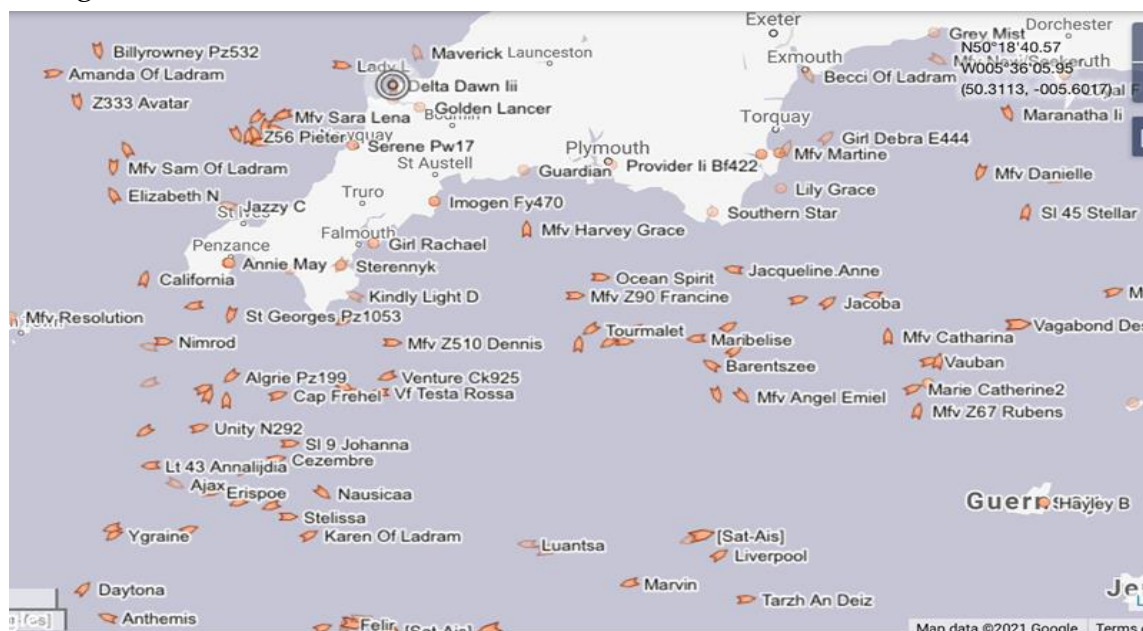 Exeter
Dorchester
Grey Mist
Billyrowney Pz532
Maverick
Launceston
N50°18'40.57
Exmouth
Lady L
Amanda Of Ladram
W005°36'05.95
Becci Of Ladram
Delta Dawn Iii
(50.3113, -005.6017)
Z333 Avatar
Golden Lancer
Mfv Sara Lena
Torquay
Maranatha Ii
Z56 Pieter
Girl Debra E444
Serene Pw17
Plymouth
Mfv Martine
St Austell
Provider Ii Bf422
Mfv Sam Of Ladram
Guardian
Mfv Danielle
Truro
Lily Grace
Elizabeth N
Jazzy C
Imogen Fy470
Southern Star
Sl 45 Stellar
St Ives
Falmouth
Mfv Harvey Grace
Penzance
Girl Rachael
Annie May
Sterennyk
Jacqueline.Anne
California
Ocean Spirit
Kindly Light D
Mfv Z90 Francine
Jacoba
M
Mfv Resolution
St Georges Pz1053
Tourmalet
Vagabond Des
Nimrod
Mfv Z510 Dennis
Maribelise
Mfv Catharina
Barentszee
Vauban
Algrie Pz199
Venture Ck925
Cap Frehel
Vf Testa Rossa
Mfv Angel Emiel
Marie Catherine2
Mfv Z67 Rubens
Unity N292
Sl 9 Johanna
Lt 43 Annalijdia
Cezembre
Ajax
Erispoe
Nausicaa
Hayley B
Stelissa
Ygraine
Karen Of Ladram
[Sat-Ais]
Luantsa
Liverpool
Marvin
Daytona
Tarzh An Deiz
Anthemis
[Sat-Ais]
Map data ©2021 Google
Terms